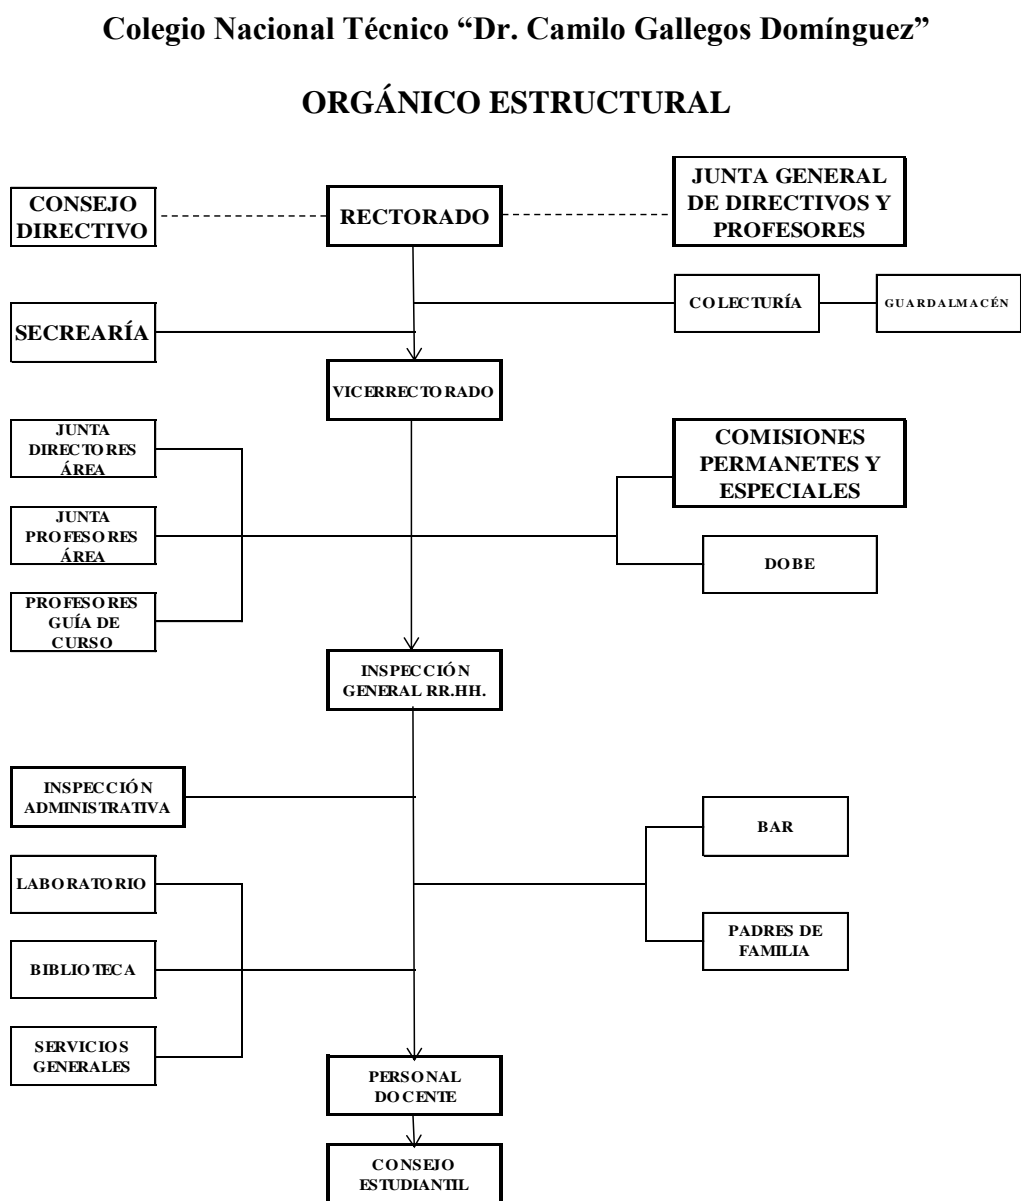 Colegio Nacional Técnico “Dr. Camilo Gallegos Domínguez”
ORGÁNICO ESTRUCTURAL
CONSEJO
DIRECTIVO
RECTORADO
JUNTA GENERAL
DE DIRECTIVOS Y
PROFESORES
COLECTURÍA
GUARDALMACÉN
SECREARÍA
VICERRECTORADO
JUNTA
DIRECTORES
ÁREA
COMISIONES
PERMANETES Y
ESPECIALES
JUNTA
PROFESORES
ÁREA
DOBE
PROFESORES
GUÍA DE
CURSO
INSPECCIÓN
GENERAL RR.HH.
INSPECCIÓN
ADMINISTRATIVA
BAR
LABORATORIO
PADRES DE
FAMILIA
BIBLIOTECA
SERVICIOS
GENERALES
PERSONAL
DOCENTE
CONSEJO
ESTUDIANTIL